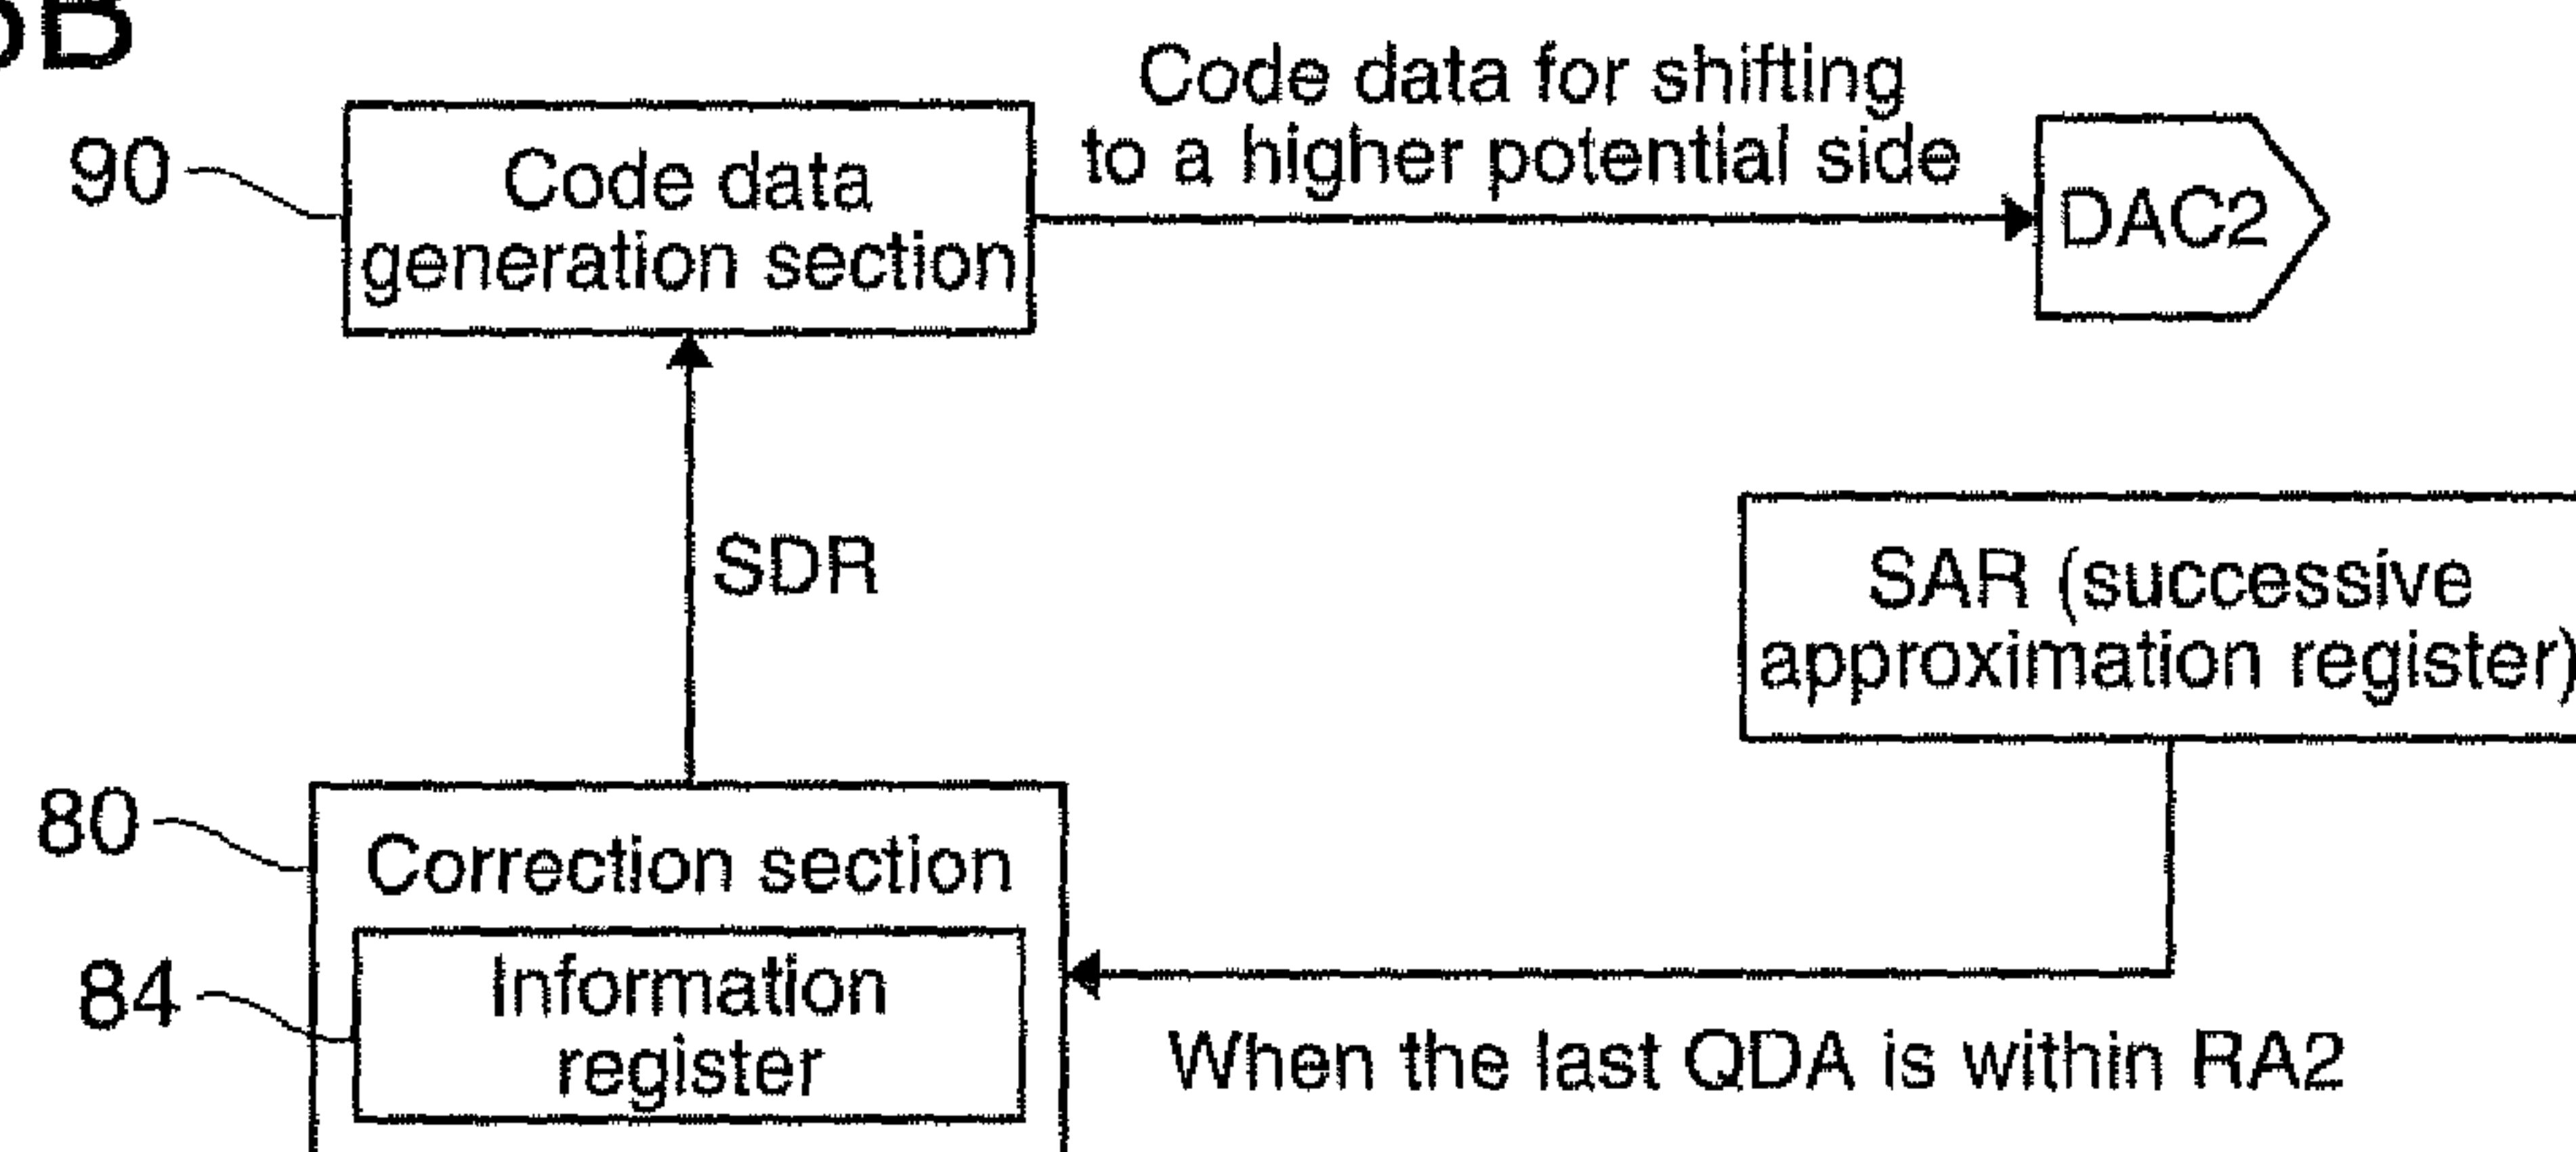 Code data for shifting
to a higher potential side
90
Code data
generation section
DAC2
SDR
SAR (successive
approximation register)
80
Correction section
84
Information
register
When the last QDA is within RA2